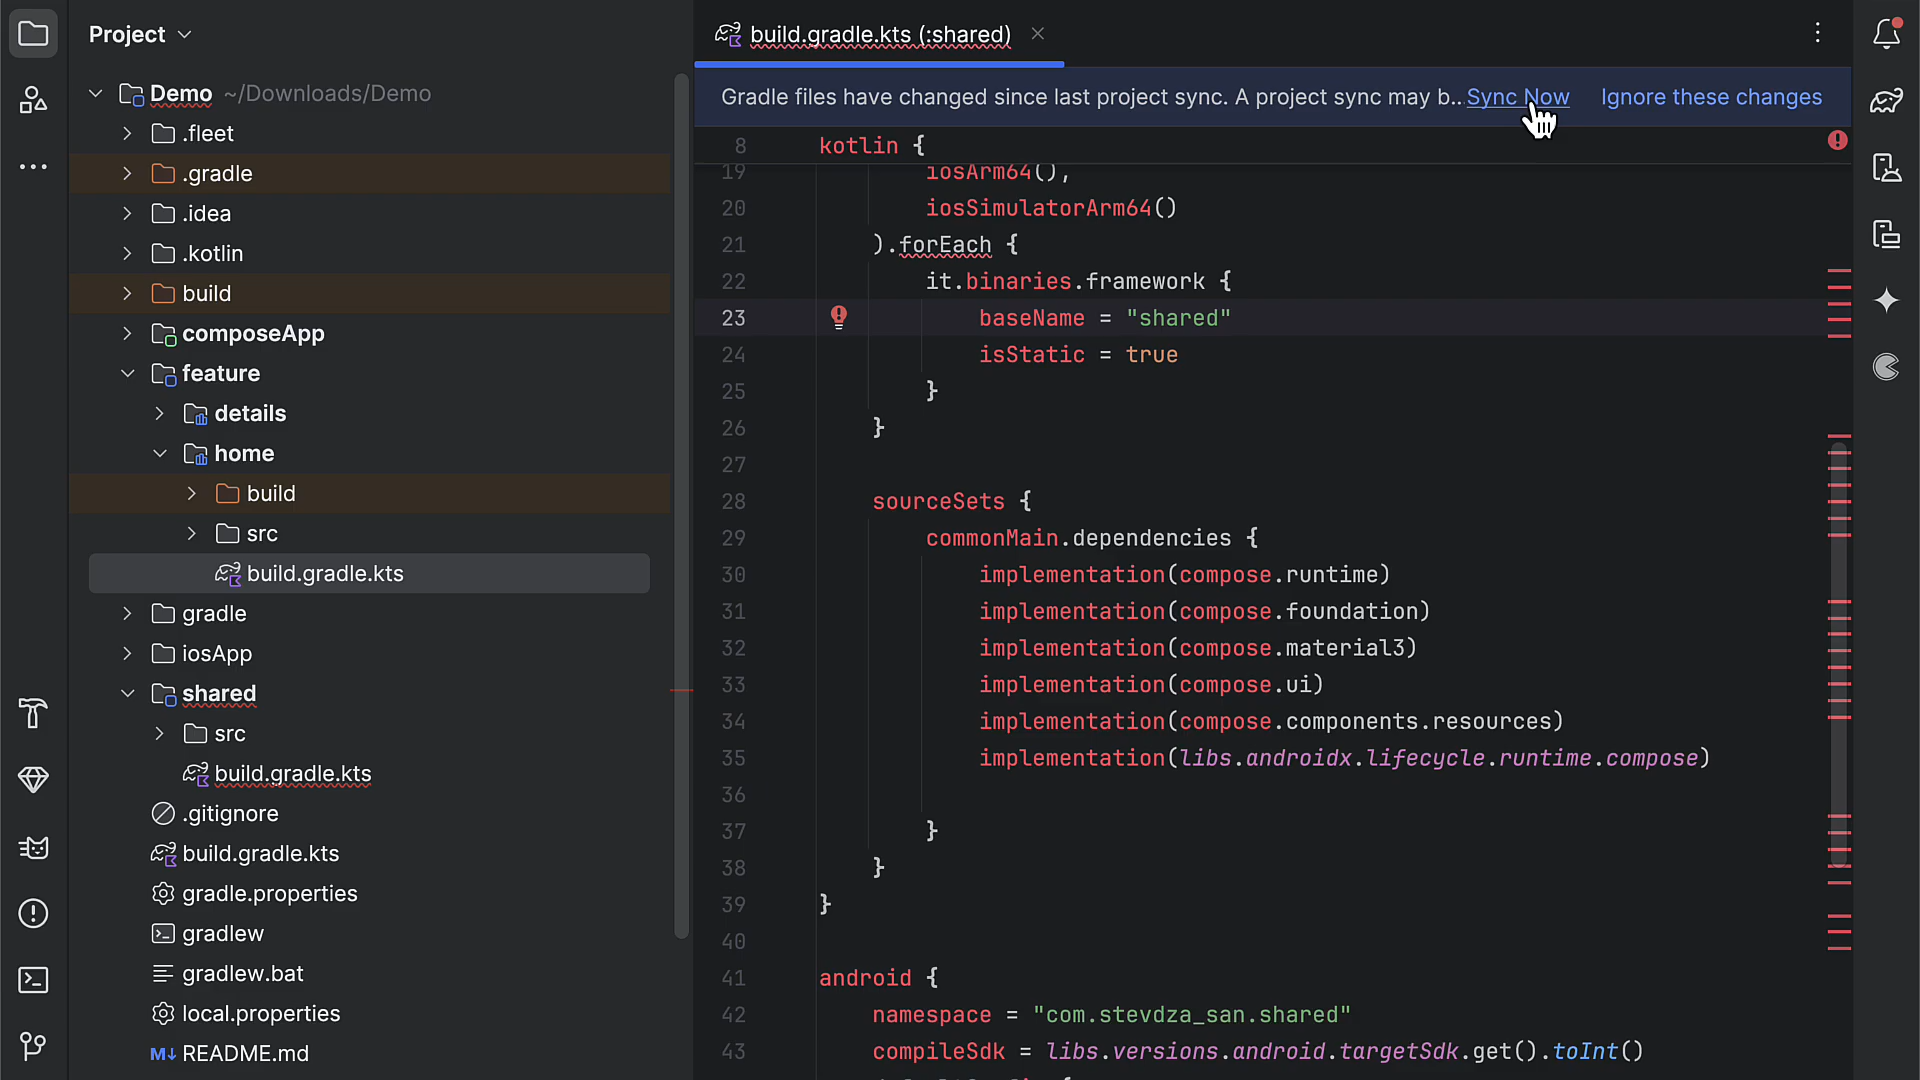 Project
Demo ~/Downloads/Demo
.fleet
.gradle
.idea
.kotlin
build
composeApp
feature
details
home
build
src
build.gradle.kts
gradle
iosApp
shared
src
build.gradle.kts
.gitignore
build.gradle.kts
gradle.properties
gradlew
gradlew.bat
local.properties
M↓ README.md
build.gradle.kts (:shared)
Gradle files have changed since last project sync. A project sync may b... Sync Now Ignore these changes
8 kotlin {
19 iosArm64(),
20 iosSimulatorArm64()
21 ).forEach {
22 it.binaries.framework {
23 baseName = "shared"
24 isStatic = true
25 }
26 }
27
28 sourceSets {
29 commonMain.dependencies {
30 implementation(compose.runtime)
31 implementation(compose.foundation)
32 implementation(compose.material3)
33 implementation(compose.ui)
34 implementation(compose.components.resources)
35 implementation(libs.androidx.lifecycle.runtime.compose)
36
37 }
38 }
39 }
40
41 android {
42 namespace = "com.stevdza_san.shared"
43 compileSdk = libs.versions.android.targetSdk.get().toInt()